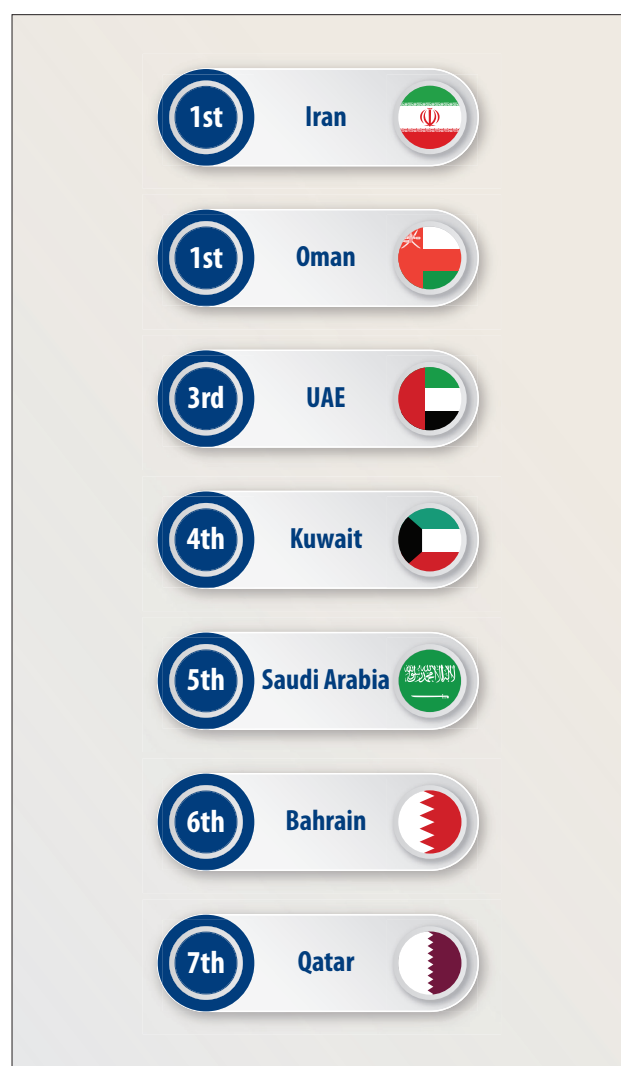 1st Iran
1st Oman
3rd UAE
4th Kuwait
5th Saudi Arabia
6th Bahrain
7th Qatar